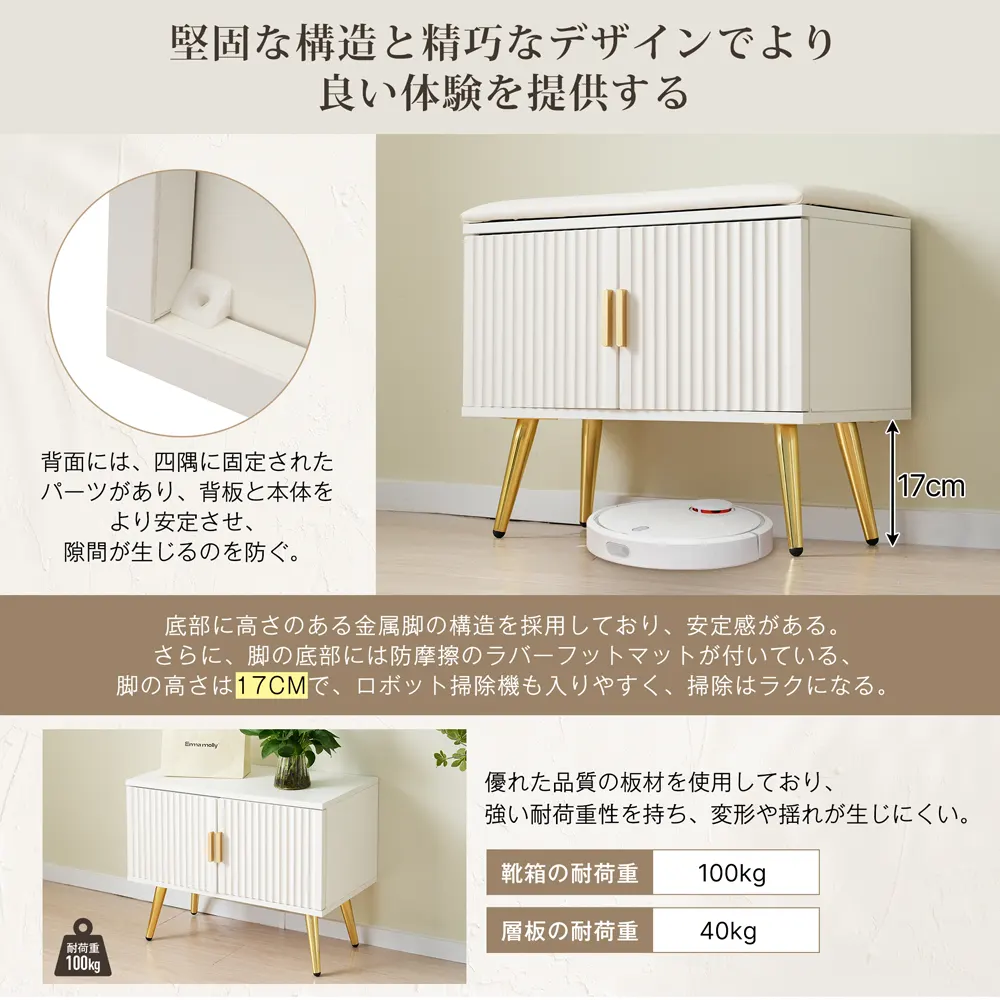 堅固な構造と精巧なデザインでより
良い体験を提供する
背面には、四隅に固定された
パーツがあり、背板と本体を
より安定させ、
隙間が生じるのを防ぐ。
17cm
底部に高さのある金属脚の構造を採用しており、安定感がある。
さらに、脚の底部には防摩擦のラバーフットマットが付いている、
脚の高さは17CMで、ロボット掃除機も入りやすく、掃除はラクになる。
Emma molly
耐荷重
100kg
優れた品質の板材を使用しており、
強い耐荷重性を持ち、変形や揺れが生じにくい。
靴箱の耐荷重 100kg
層板の耐荷重 40kg